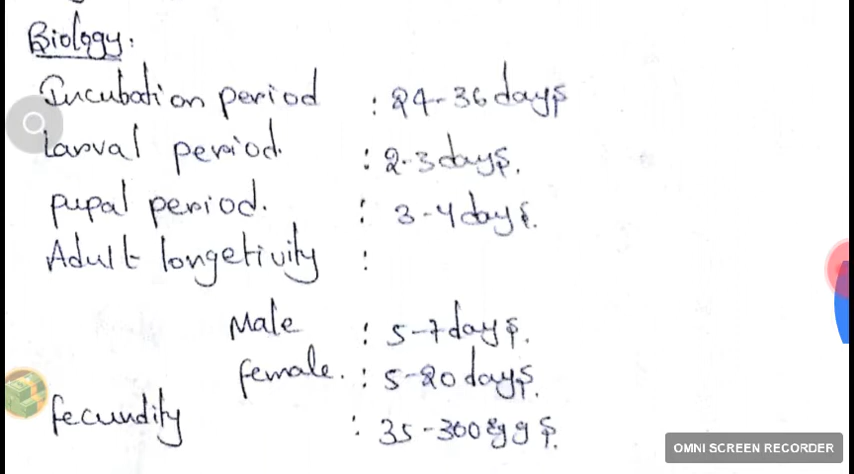 Biology:
Incubation period : 24-36 days
Larval period. : 2-3 days.
pupal period. : 3-4 days.
Adult longetivity :
Male : 5-7 days.
female. : 5-20 days.
fecundity : 35-300 eggs.
OMNI SCREEN RECORDER